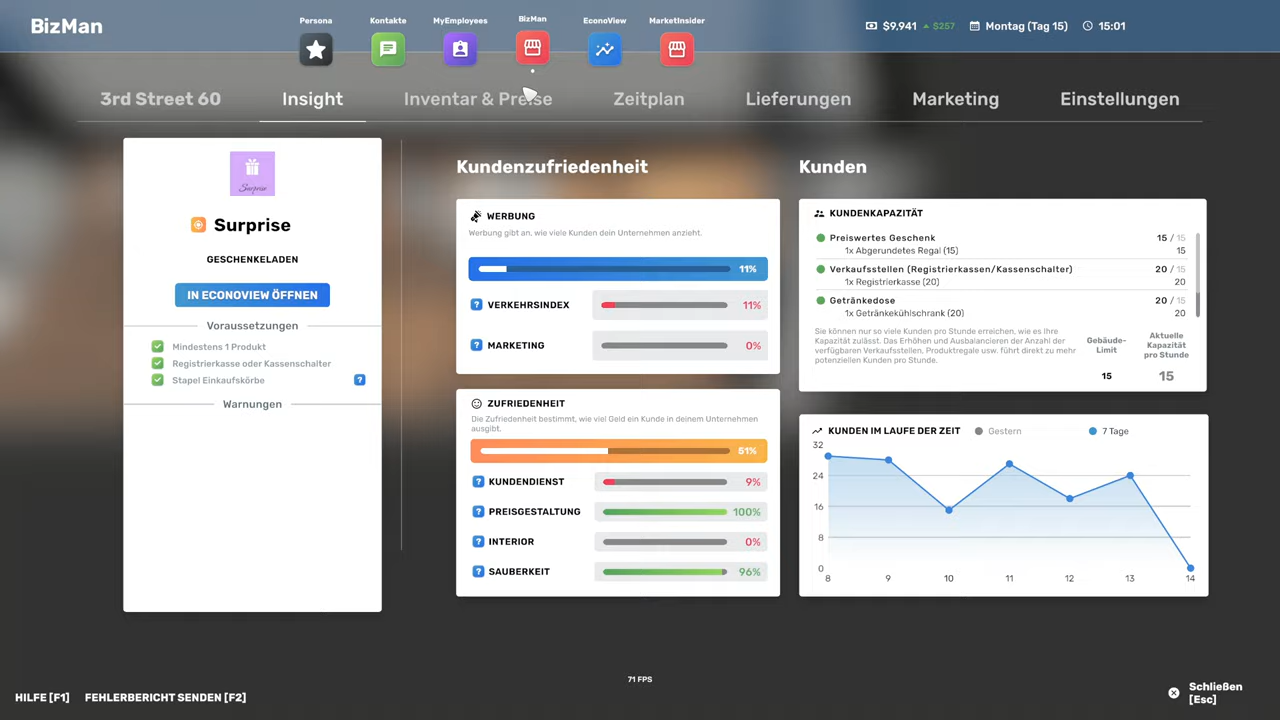 BizMan
Persona
Kontakte
MyEmployees
BizMan
EconoView
MarketInsider
$9,941
$257
Montag (Tag 15)
15:01
3rd Street 60
Insight
Inventar & Preise
Zeitplan
Lieferungen
Marketing
Einstellungen
Surprise
Surprise
GESCHENKELADEN
IN ECONOVIEW ÖFFNEN
Voraussetzungen
Mindestens 1 Produkt
Registrierkasse oder Kassenschalter
Stapel Einkaufskörbe
?
Warnungen
Kundenzufriedenheit
WERBUNG
Werbung gibt an, wie viele Kunden dein Unternehmen anzieht.
11%
? VERKEHRSINDEX 11%
? MARKETING 0%
ZUFRIEDENHEIT
Die Zufriedenheit bestimmt, wie viel Geld ein Kunde in deinem Unternehmen
ausgibt.
51%
? KUNDENDIENST 9%
? PREISGESTALTUNG 100%
? INTERIOR 0%
? SAUBERKEIT 96%
Kunden
KUNDENKAPAZITÄT
Preiswertes Geschenk 15 / 15
1x Abgerundetes Regal (15) 15
Verkaufsstellen (Registrierkassen/Kassenschalter) 20 / 15
1x Registrierkasse (20) 20
Getränkedose 20 / 15
1x Getränkekühlschrank (20) 20
Sie können nur so viele Kunden pro Stunde erreichen, wie es Ihre
Kapazität zulässt. Das Erhöhen und Ausbalancieren der Anzahl der
verfügbaren Verkaufsstellen, Produktregale usw. führt direkt zu mehr
potenziellen Kunden pro Stunde.
Gebäude-
Limit
15
Aktuelle
Kapazität
pro Stunde
15
KUNDEN IM LAUFE DER ZEIT
Gestern
7 Tage
32
24
16
8
0
8 9 10 11 12 13 14
71 FPS
HILFE [F1]
FEHLERBERICHT SENDEN [F2]
Schließen
[Esc]